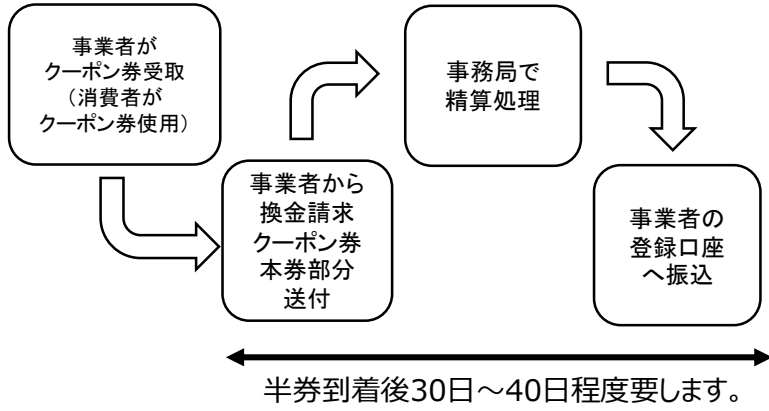 事業者が
クーポン券受取
（消費者が
クーポン券使用）
事業者から
換金請求
クーポン券
本券部分
送付
事務局で
精算処理
事業者の
登録口座
へ振込
半券到着後30日～40日程度要します。